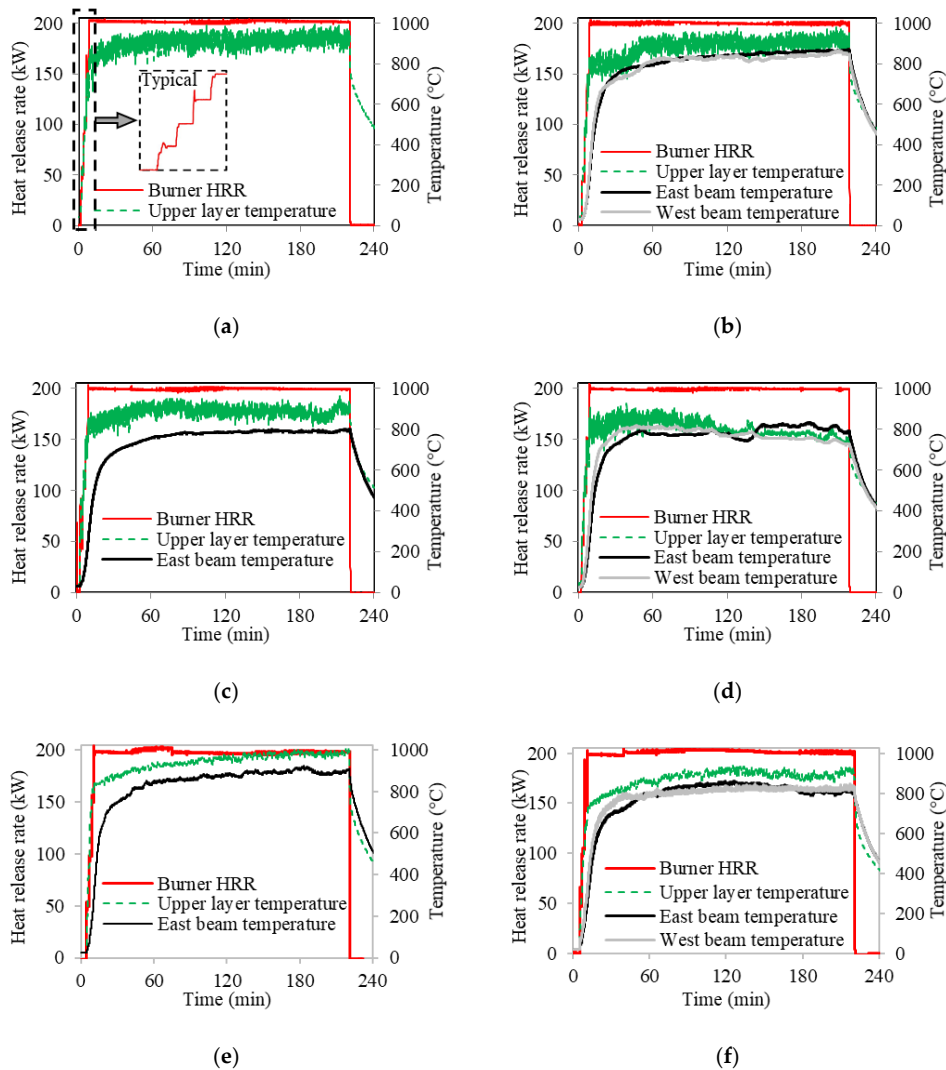 200
150
100
50
0
Heat release rate (kW)
1000
800
600
400
200
0
Temperature (°C)
Typical
Burner HRR
Upper layer temperature
0 60 120 180 240
Time (min)
(a)
200
150
100
50
0
Heat release rate (kW)
1000
800
600
400
200
0
Temperature (°C)
Burner HRR
Upper layer temperature
East beam temperature
West beam temperature
0 60 120 180 240
Time (min)
(b)
200
150
100
50
0
Heat release rate (kW)
1000
800
600
400
200
0
Temperature (°C)
Burner HRR
Upper layer temperature
East beam temperature
0 60 120 180 240
Time (min)
(c)
200
150
100
50
0
Heat release rate (kW)
1000
800
600
400
200
0
Temperature (°C)
Burner HRR
Upper layer temperature
East beam temperature
West beam temperature
0 60 120 180 240
Time (min)
(d)
200
150
100
50
0
Heat release rate (kW)
1000
800
600
400
200
0
Temperature (°C)
Burner HRR
Upper layer temperature
East beam temperature
0 60 120 180 240
Time (min)
(e)
200
150
100
50
0
Heat release rate (kW)
1000
800
600
400
200
0
Temperature (°C)
Burner HRR
Upper layer temperature
East beam temperature
West beam temperature
0 60 120 180 240
Time (min)
(f)